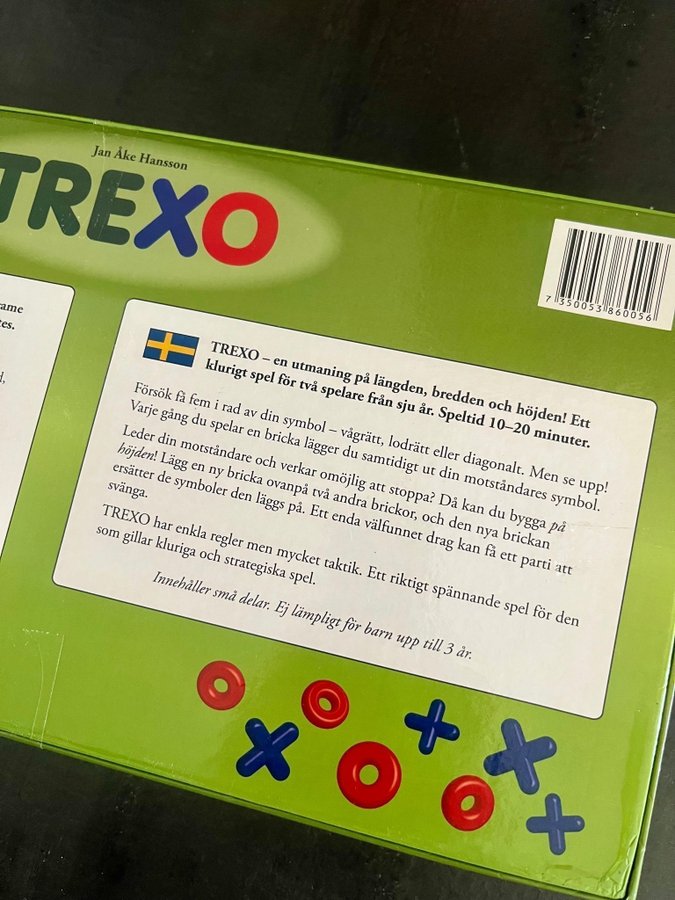 Jan Åke Hansson
TREXO
7 350053 860056
ame
tes.
d,
TREXO – en utmaning på längden, bredden och höjden! Ett
klurigt spel för två spelare från sju år. Speltid 10–20 minuter.
Försök få fem i rad av din symbol – vågrätt, lodrätt eller diagonalt. Men se upp!
Varje gång du spelar en bricka lägger du samtidigt ut din motståndares symbol.
Leder din motståndare och verkar omöjlig att stoppa? Då kan du bygga på
höjden! Lägg en ny bricka ovanpå två andra brickor, och den nya brickan
ersätter de symboler den läggs på. Ett enda välfunnet drag kan få ett parti att
svänga.
TREXO har enkla regler men mycket taktik. Ett riktigt spännande spel för den
som gillar kluriga och strategiska spel.
Innehåller små delar. Ej lämpligt för barn upp till 3 år.